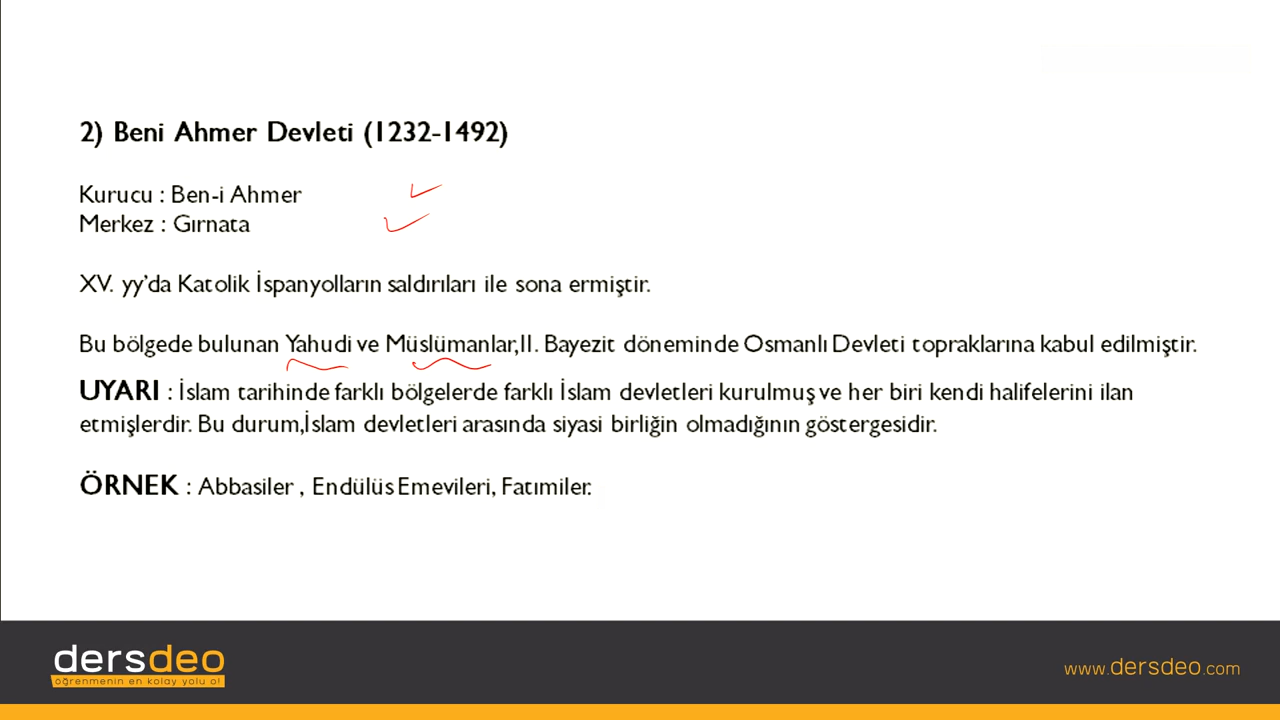 2) Beni Ahmer Devleti (1232-1492)
Kurucu : Ben-i Ahmer
Merkez : Gırnata
XV. yy'da Katolik İspanyolların saldırıları ile sona ermiştir.
Bu bölgede bulunan Yahudi ve Müslümanlar,II. Bayezit döneminde Osmanlı Devleti topraklarına kabul edilmiştir.
UYARI : İslam tarihinde farklı bölgelerde farklı İslam devletleri kurulmuş ve her biri kendi halifelerini ilan
etmişlerdir. Bu durum,İslam devletleri arasında siyasi birliğin olmadığının göstergesidir.
ÖRNEK : Abbasiler , Endülüs Emevileri, Fatımiler.
dersdeo
öğrenmenin en kolay yolu o!
www.dersdeo.com